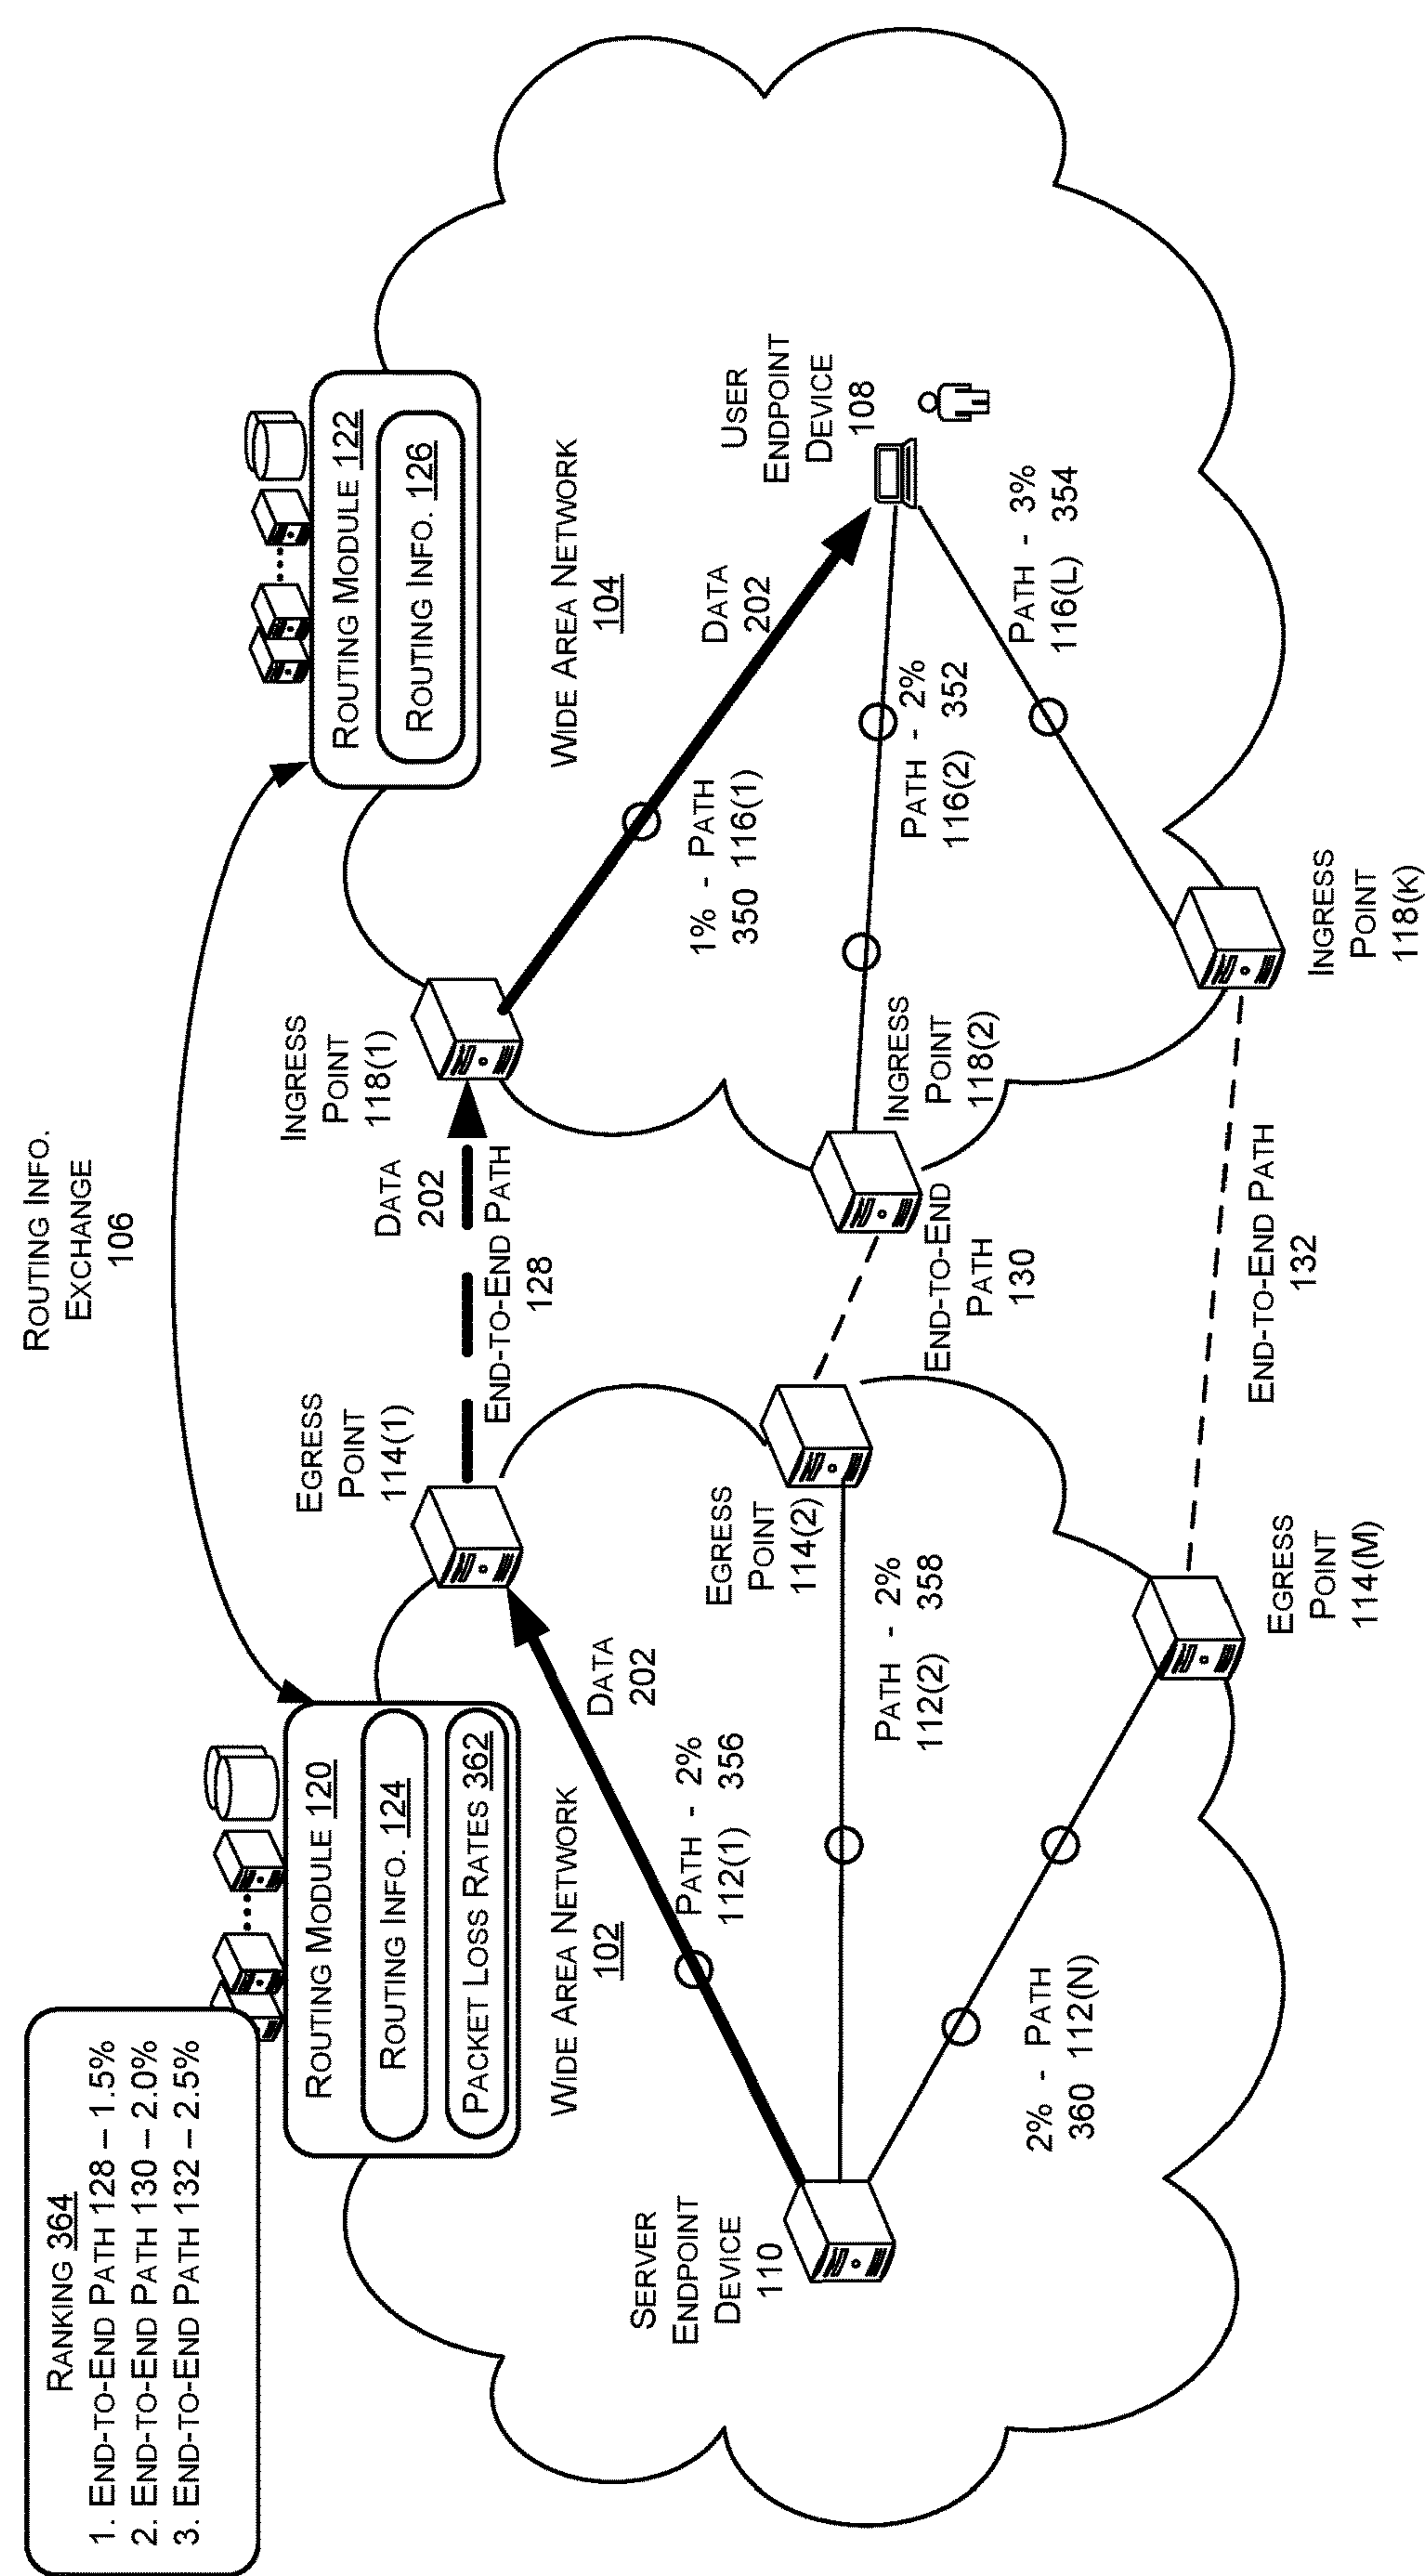 RANKING 364
1. END-TO-END PATH 128 – 1.5%
2. END-TO-END PATH 130 – 2.0%
3. END-TO-END PATH 132 – 2.5%
ROUTING INFO.
EXCHANGE
106
ROUTING MODULE 120
ROUTING INFO. 124
PACKET LOSS RATES 362
WIDE AREA NETWORK
102
ROUTING MODULE 122
ROUTING INFO. 126
WIDE AREA NETWORK
104
EGRESS
POINT
114(1)
DATA
202
END-TO-END PATH
128
INGRESS
POINT
118(1)
DATA
202
PATH - 2%
112(1) 356
SERVER
ENDPOINT
DEVICE
110
EGRESS
POINT
114(2)
PATH - 2%
112(2) 358
2% - PATH
360 112(N)
EGRESS
POINT
114(M)
END-TO-END
PATH
130
END-TO-END PATH
132
INGRESS
POINT
118(2)
INGRESS
POINT
118(K)
1% - PATH
350 116(1)
DATA
202
PATH - 2%
116(2) 352
PATH - 3%
116(L) 354
USER
ENDPOINT
DEVICE
108